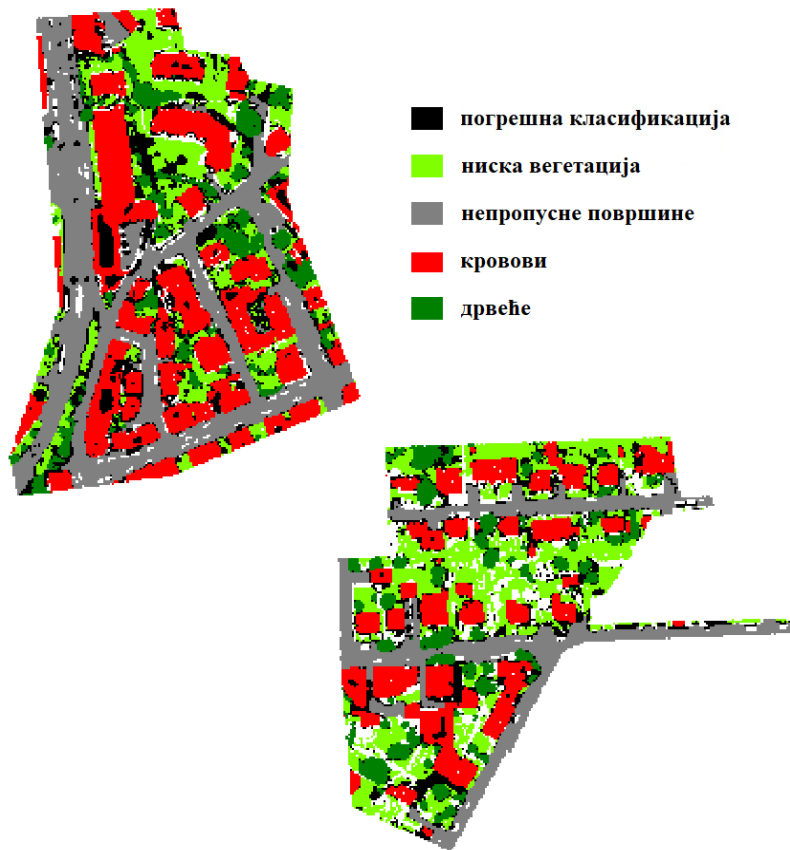 погрешна класификација
ниска вегетација
непропусне површине
кровови
дрвеће